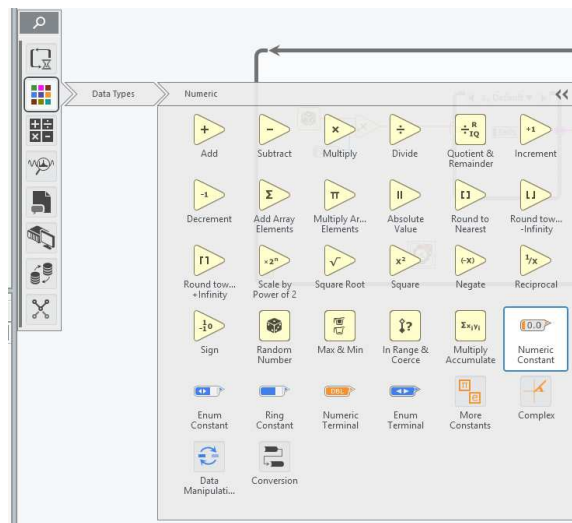 Data Types
Numeric
Add
Subtract
Multiply
Divide
Quotient &
Remainder
Increment
Decrement
Add Array
Elements
Multiply Ar...
Elements
Absolute
Value
Round to
Nearest
Round tow...
-Infinity
Round tow...
+Infinity
Scale by
Power of 2
Square Root
Square
Negate
Reciprocal
Sign
Random
Number
Max & Min
In Range &
Coerce
Multiply
Accumulate
Numeric
Constant
Enum
Constant
Ring
Constant
Numeric
Terminal
Enum
Terminal
More
Constants
Complex
Data
Manipulati...
Conversion